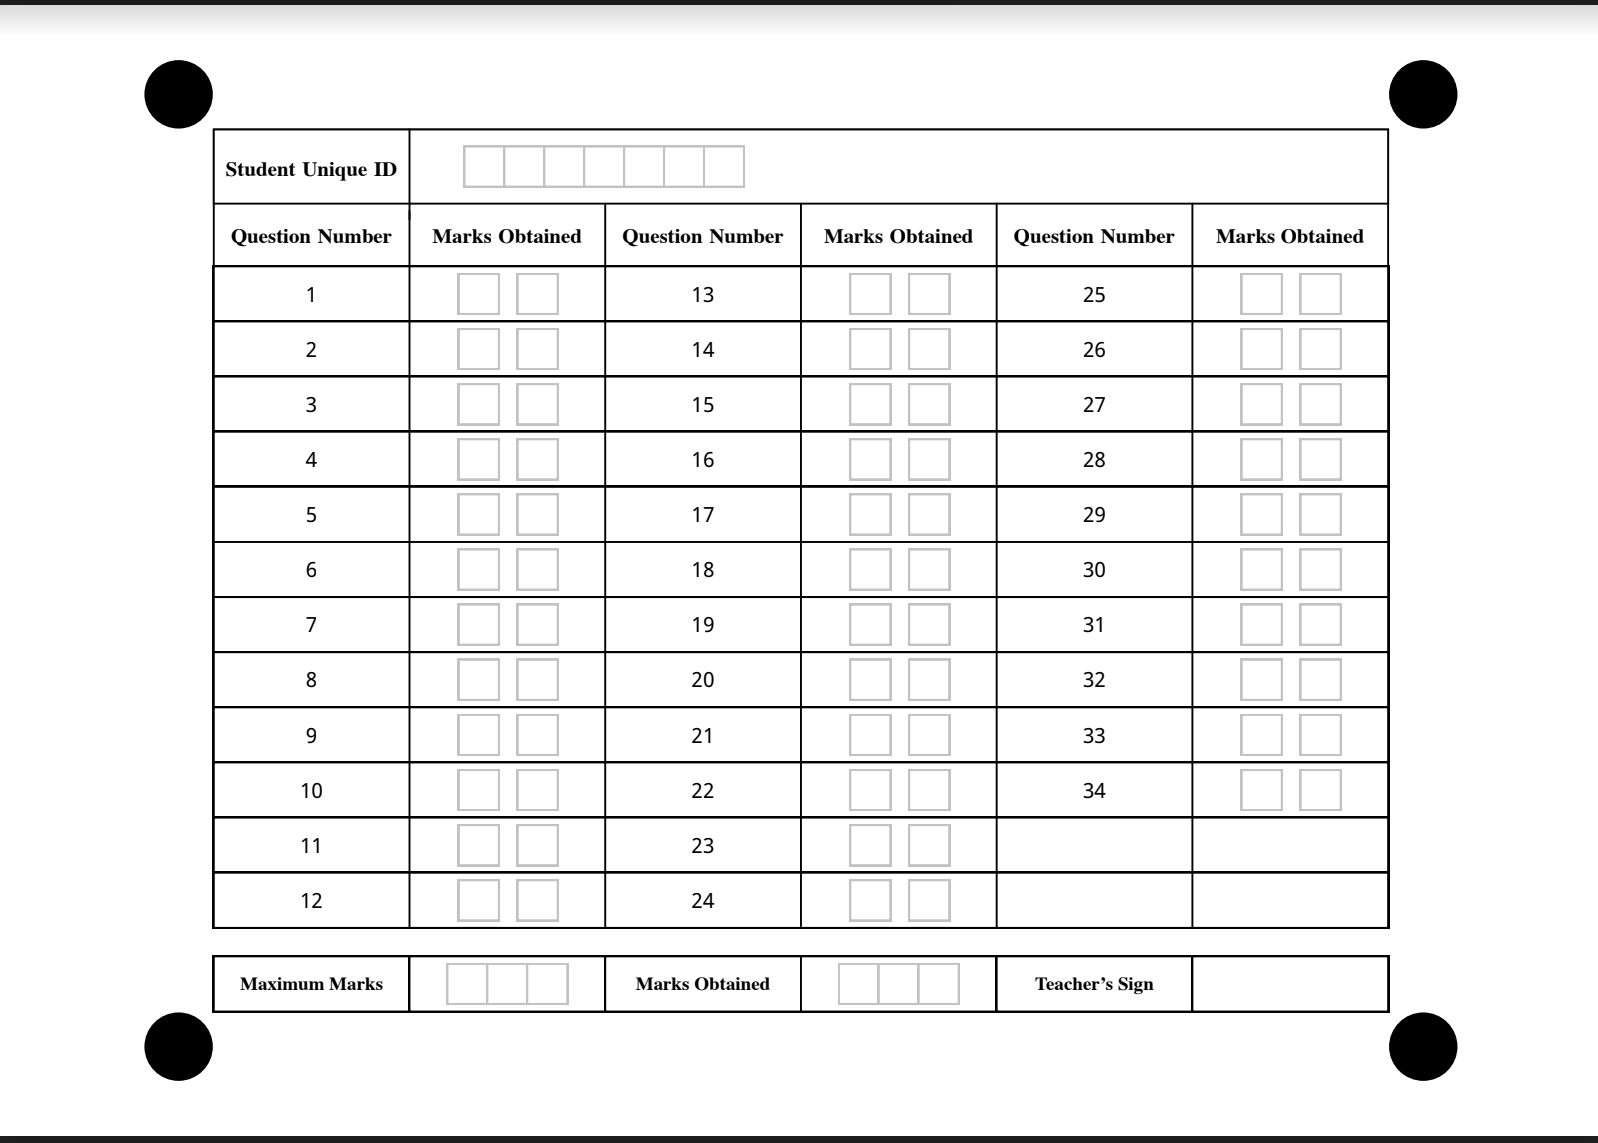 Student Unique ID
Question Number Marks Obtained Question Number Marks Obtained Question Number Marks Obtained
1 13 25
2 14 26
3 15 27
4 16 28
5 17 29
6 18 30
7 19 31
8 20 32
9 21 33
10 22 34
11 23
12 24
Maximum Marks Marks Obtained Teacher’s Sign